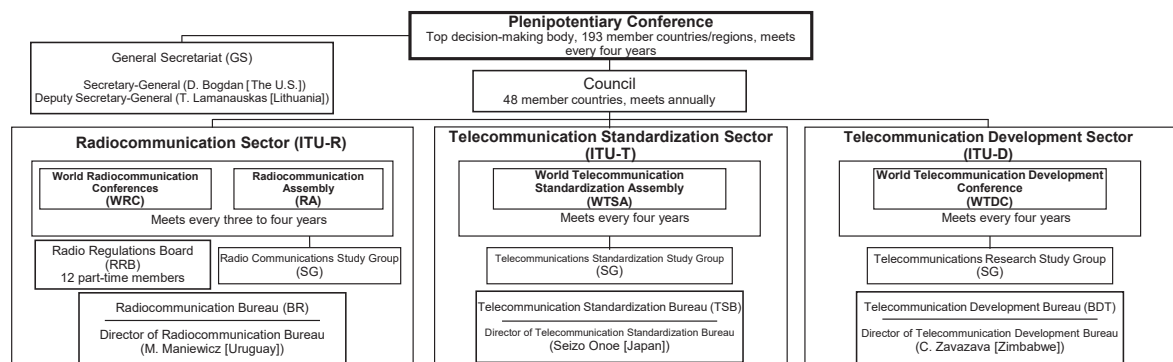 Plenipotentiary Conference
Top decision-making body, 193 member countries/regions, meets
every four years
General Secretariat (GS)
Secretary-General (D. Bogdan [The U.S.])
Deputy Secretary-General (T. Lamanauskas [Lithuania])
Council
48 member countries, meets annually
Radiocommunication Sector (ITU-R)
World Radiocommunication
Conferences
(WRC)
Radiocommunication
Assembly
(RA)
Meets every three to four years
Radio Regulations Board
(RRB)
12 part-time members
Radio Communications Study Group
(SG)
Radiocommunication Bureau (BR)
Director of Radiocommunication Bureau
(M. Maniewicz [Uruguay])
Telecommunication Standardization Sector
(ITU-T)
World Telecommunication
Standardization Assembly
(WTSA)
Meets every four years
Telecommunications Standardization Study Group
(SG)
Telecommunication Standardization Bureau (TSB)
Director of Telecommunication Standardization Bureau
(Seizo Onoe [Japan])
Telecommunication Development Sector
(ITU-D)
World Telecommunication Development
Conference
(WTDC)
Meets every four years
Telecommunications Research Study Group
(SG)
Telecommunication Development Bureau (BDT)
Director of Telecommunication Development Bureau
(C. Zavazava [Zimbabwe])